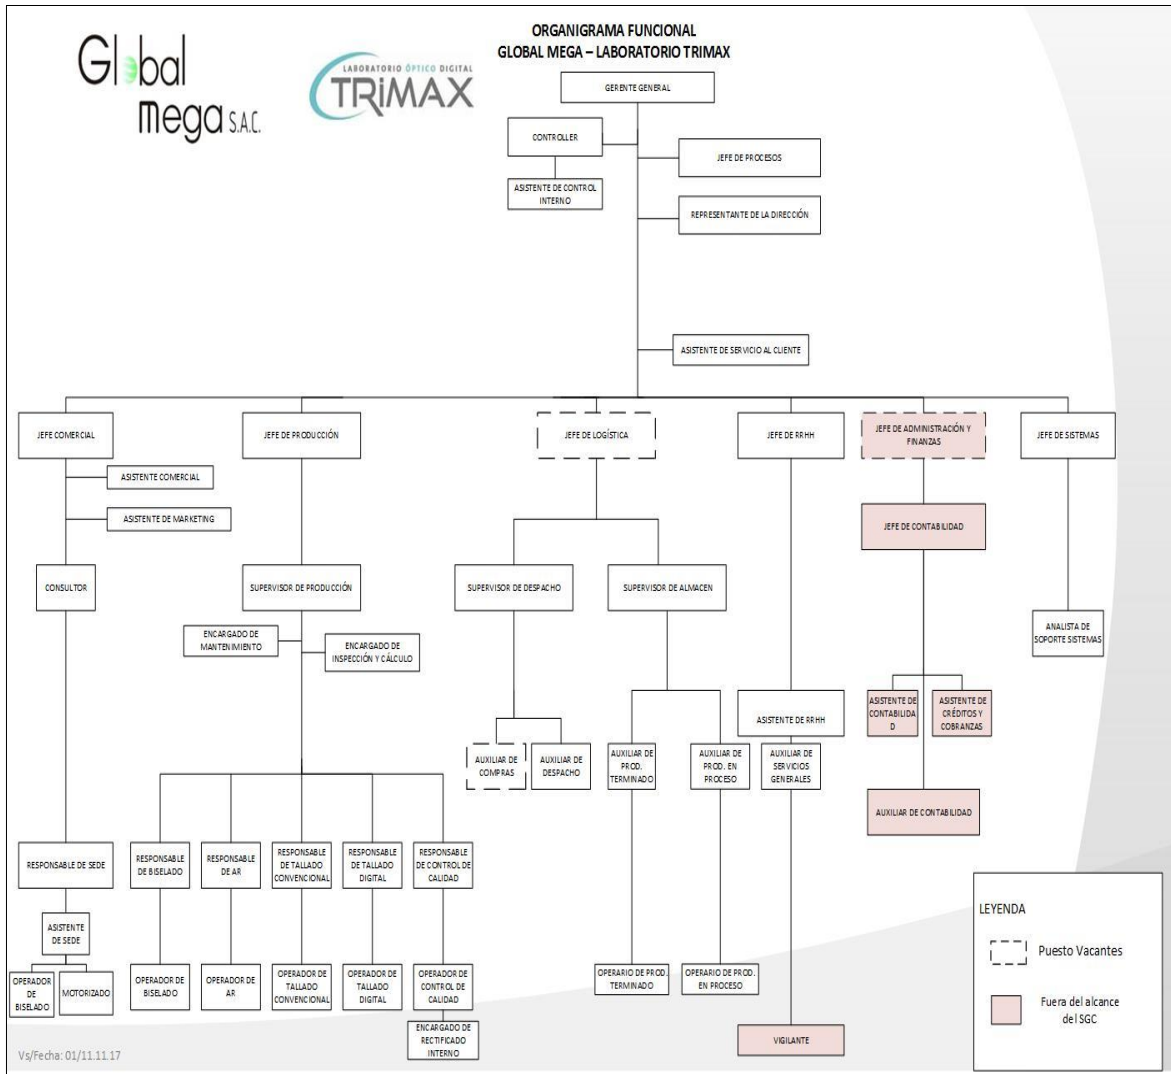 ORGANIGRAMA FUNCIONAL
GLOBAL MEGA – LABORATORIO TRIMAX
Global
mega S.A.C.
LABORATORIO ÓPTICO DIGITAL
TRIMAX
GERENTE GENERAL
CONTROLLER
JEFE DE PROCESOS
ASISTENTE DE CONTROL
INTERNO
REPRESENTANTE DE LA DIRECCIÓN
ASISTENTE DE SERVICIO AL CLIENTE
JEFE COMERCIAL
JEFE DE PRODUCCIÓN
JEFE DE LOGÍSTICA
JEFE DE RRHH
JEFE DE ADMINISTRACIÓN Y
FINANZAS
JEFE DE SISTEMAS
ASISTENTE COMERCIAL
ASISTENTE DE MARKETING
JEFE DE CONTABILIDAD
CONSULTOR
SUPERVISOR DE PRODUCCIÓN
SUPERVISOR DE DESPACHO
SUPERVISOR DE ALMACEN
ENCARGADO DE
MANTENIMIENTO
ENCARGADO DE
INSPECCIÓN Y CÁLCULO
ANALISTA DE
SOPORTE SISTEMAS
ASISTENTE DE RRHH
ASISTENTE DE
CONTABILIDA
D
ASISTENTE DE
CRÉDITOS Y
COBRANZAS
AUXILIAR DE
COMPRAS
AUXILIAR DE
DESPACHO
AUXILIAR DE
PROD.
TERMINADO
AUXILIAR DE
PROD. EN
PROCESO
AUXILIAR DE
SERVICIOS
GENERALES
AUXILIAR DE CONTABILIDAD
RESPONSABLE DE SEDE
RESPONSABLE
DE BISELADO
RESPONSABLE
DE AR
RESPONSABLE
DE TALLADO
CONVENCIONAL
RESPONSABLE
DE TALLADO
DIGITAL
RESPONSABLE
DE CONTROL DE
CALIDAD
ASISTENTE
DE SEDE
OPERADOR
DE
BISELADO
MOTORIZADO
OPERADOR DE
BISELADO
OPERADOR DE
AR
OPERADOR DE
TALLADO
CONVENCIONAL
OPERADOR DE
TALLADO
DIGITAL
OPERADOR DE
CONTROL DE
CALIDAD
OPERARIO DE PROD.
TERMINADO
OPERARIO DE PROD.
EN PROCESO
ENCARGADO DE
RECTIFICADO
INTERNO
VIGILANTE
LEYENDA
Puesto Vacantes
Fuera del alcance
del SGC
Vs/Fecha: 01/11.11.17